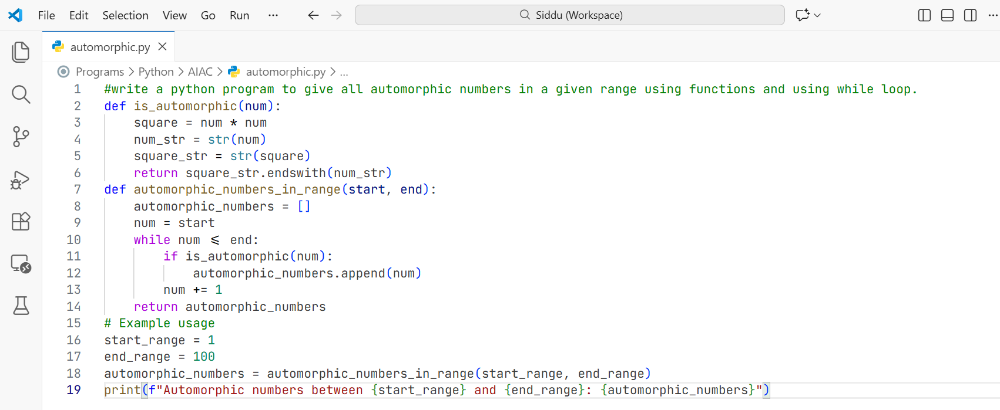 File Edit Selection View Go Run ··· Siddu (Workspace)
automorphic.py
Programs > Python > AIAC > automorphic.py > ...
1 #write a python program to give all automorphic numbers in a given range using functions and using while loop.
2 def is_automorphic(num):
3     square = num * num
4     num_str = str(num)
5     square_str = str(square)
6     return square_str.endswith(num_str)
7 def automorphic_numbers_in_range(start, end):
8     automorphic_numbers = []
9     num = start
10     while num <= end:
11         if is_automorphic(num):
12             automorphic_numbers.append(num)
13         num += 1
14     return automorphic_numbers
15 # Example usage
16 start_range = 1
17 end_range = 100
18 automorphic_numbers = automorphic_numbers_in_range(start_range, end_range)
19 print(f"Automorphic numbers between {start_range} and {end_range}: {automorphic_numbers}")